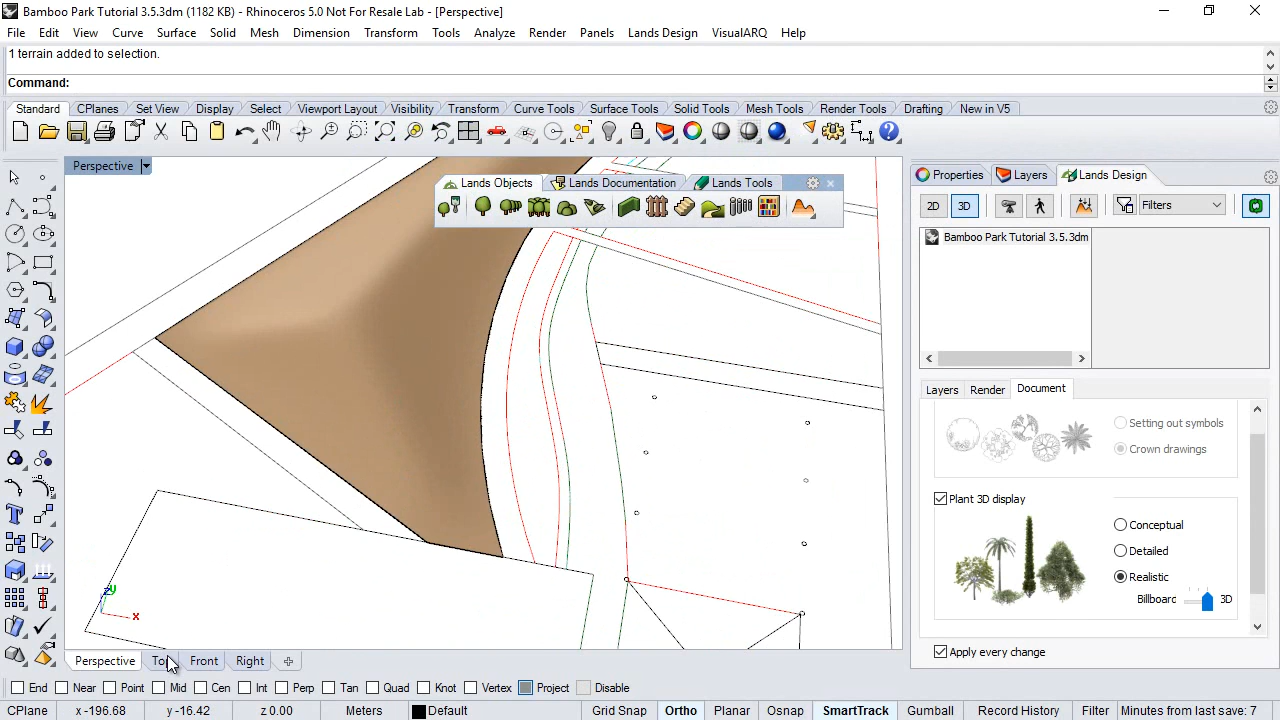 Bamboo Park Tutorial 3.5.3dm (1182 KB) - Rhinoceros 5.0 Not For Resale Lab - [Perspective]
File Edit View Curve Surface Solid Mesh Dimension Transform Tools Analyze Render Panels Lands Design VisualARQ Help
1 terrain added to selection.
Command:
Standard CPlanes Set View Display Select Viewport Layout Visibility Transform Curve Tools Surface Tools Solid Tools Mesh Tools Render Tools Drafting New in V5
Perspective
Lands Objects Lands Documentation Lands Tools
Properties Layers Lands Design
2D 3D Filters
Bamboo Park Tutorial 3.5.3dm
Layers Render Document
Setting out symbols
Crown drawings
Plant 3D display
Conceptual
Detailed
Realistic
Billboard 3D
Apply every change
z y x
Perspective Top Front Right
End Near Point Mid Cen Int Perp Tan Quad Knot Vertex Project Disable
CPlane x -196.68 y -16.42 z 0.00 Meters Default Grid Snap Ortho Planar Osnap SmartTrack Gumball Record History Filter Minutes from last save: 7